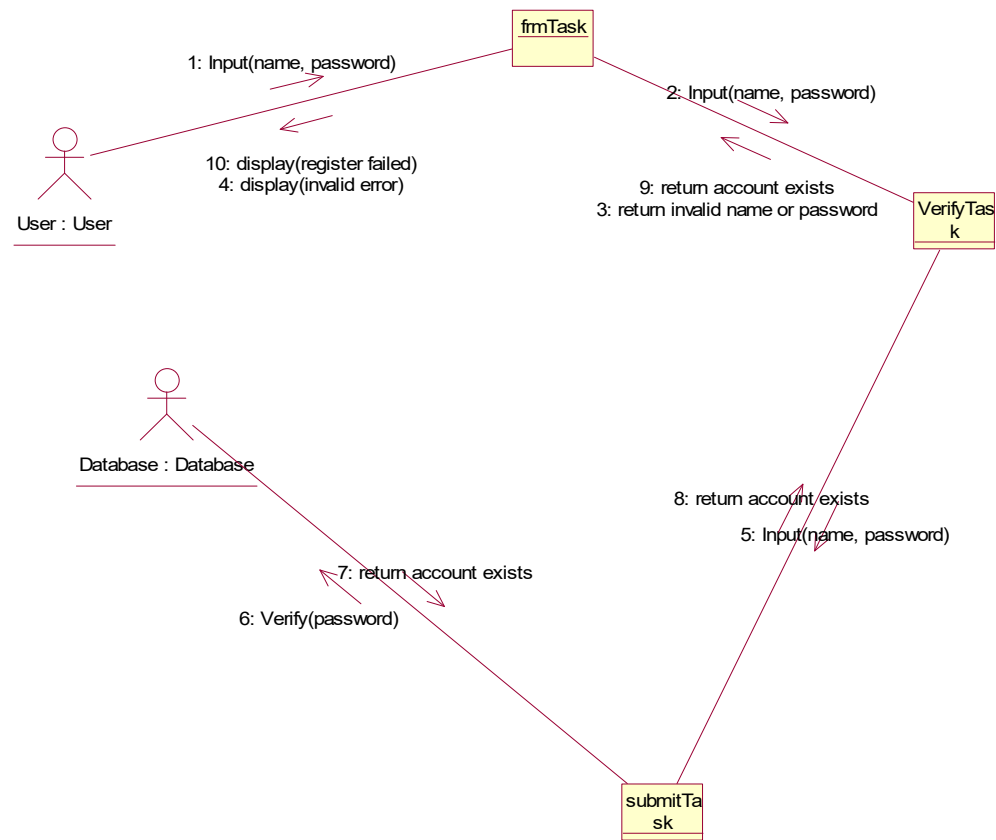 frmTask
1: Input(name, password)
2: Input(name, password)
10: display(register failed)
4: display(invalid error)
9: return account exists
3: return invalid name or password
User : User
VerifyTas
k
Database : Database
8: return account exists
5: Input(name, password)
7: return account exists
6: Verify(password)
submitTa
sk